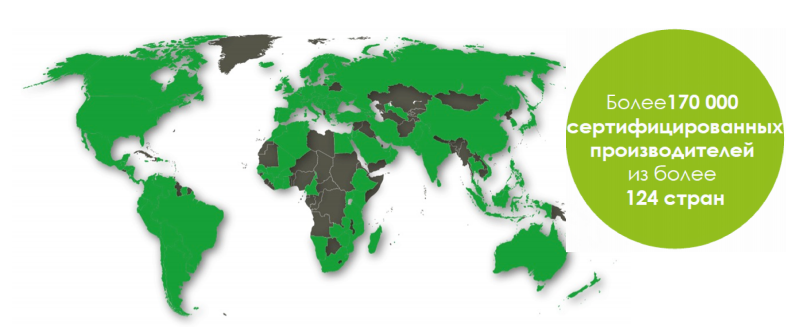 Более170 000
сертифицированных
производителей
из более
124 стран